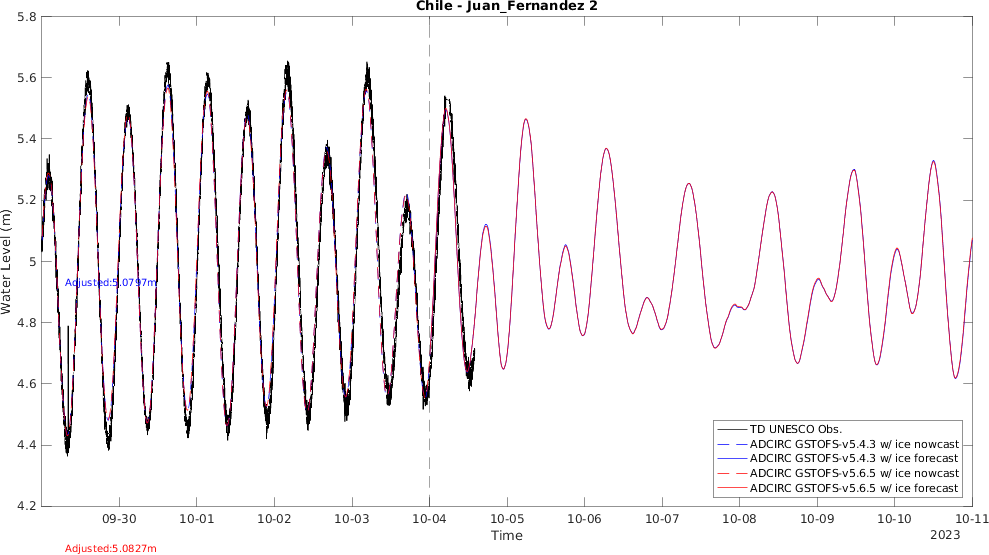 Chile - Juan_Fernandez 2
5.8
5.6
5.4
5.2
5
4.8
4.6
4.4
4.2
Water Level (m)
Adjusted:5.0797m
TD UNESCO Obs.
ADCIRC GSTOFS-v5.4.3 w/ ice nowcast
ADCIRC GSTOFS-v5.4.3 w/ ice forecast
ADCIRC GSTOFS-v5.6.5 w/ ice nowcast
ADCIRC GSTOFS-v5.6.5 w/ ice forecast
09-30 10-01 10-02 10-03 10-04 10-05 10-06 10-07 10-08 10-09 10-10 10-11
Time
2023
Adjusted:5.0827m